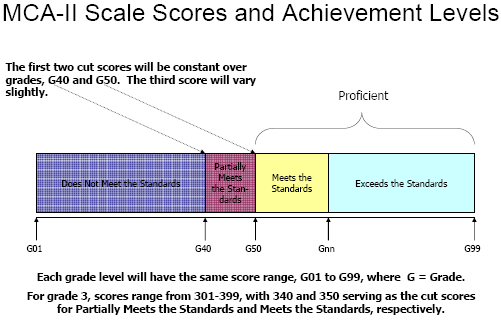 MCA-II Scale Scores and Achievement Levels
The first two cut scores will be constant over
grades, G40 and G50. The third score will vary
slightly.
Proficient
Does Not Meet the Standards
Partially
Meets
the Stan-
dards
Meets the
Standards
Exceeds the Standards
G01
G40
G50
Gnn
G99
Each grade level will have the same score range, G01 to G99, where G = Grade.
For grade 3, scores range from 301-399, with 340 and 350 serving as the cut scores
for Partially Meets the Standards and Meets the Standards, respectively.